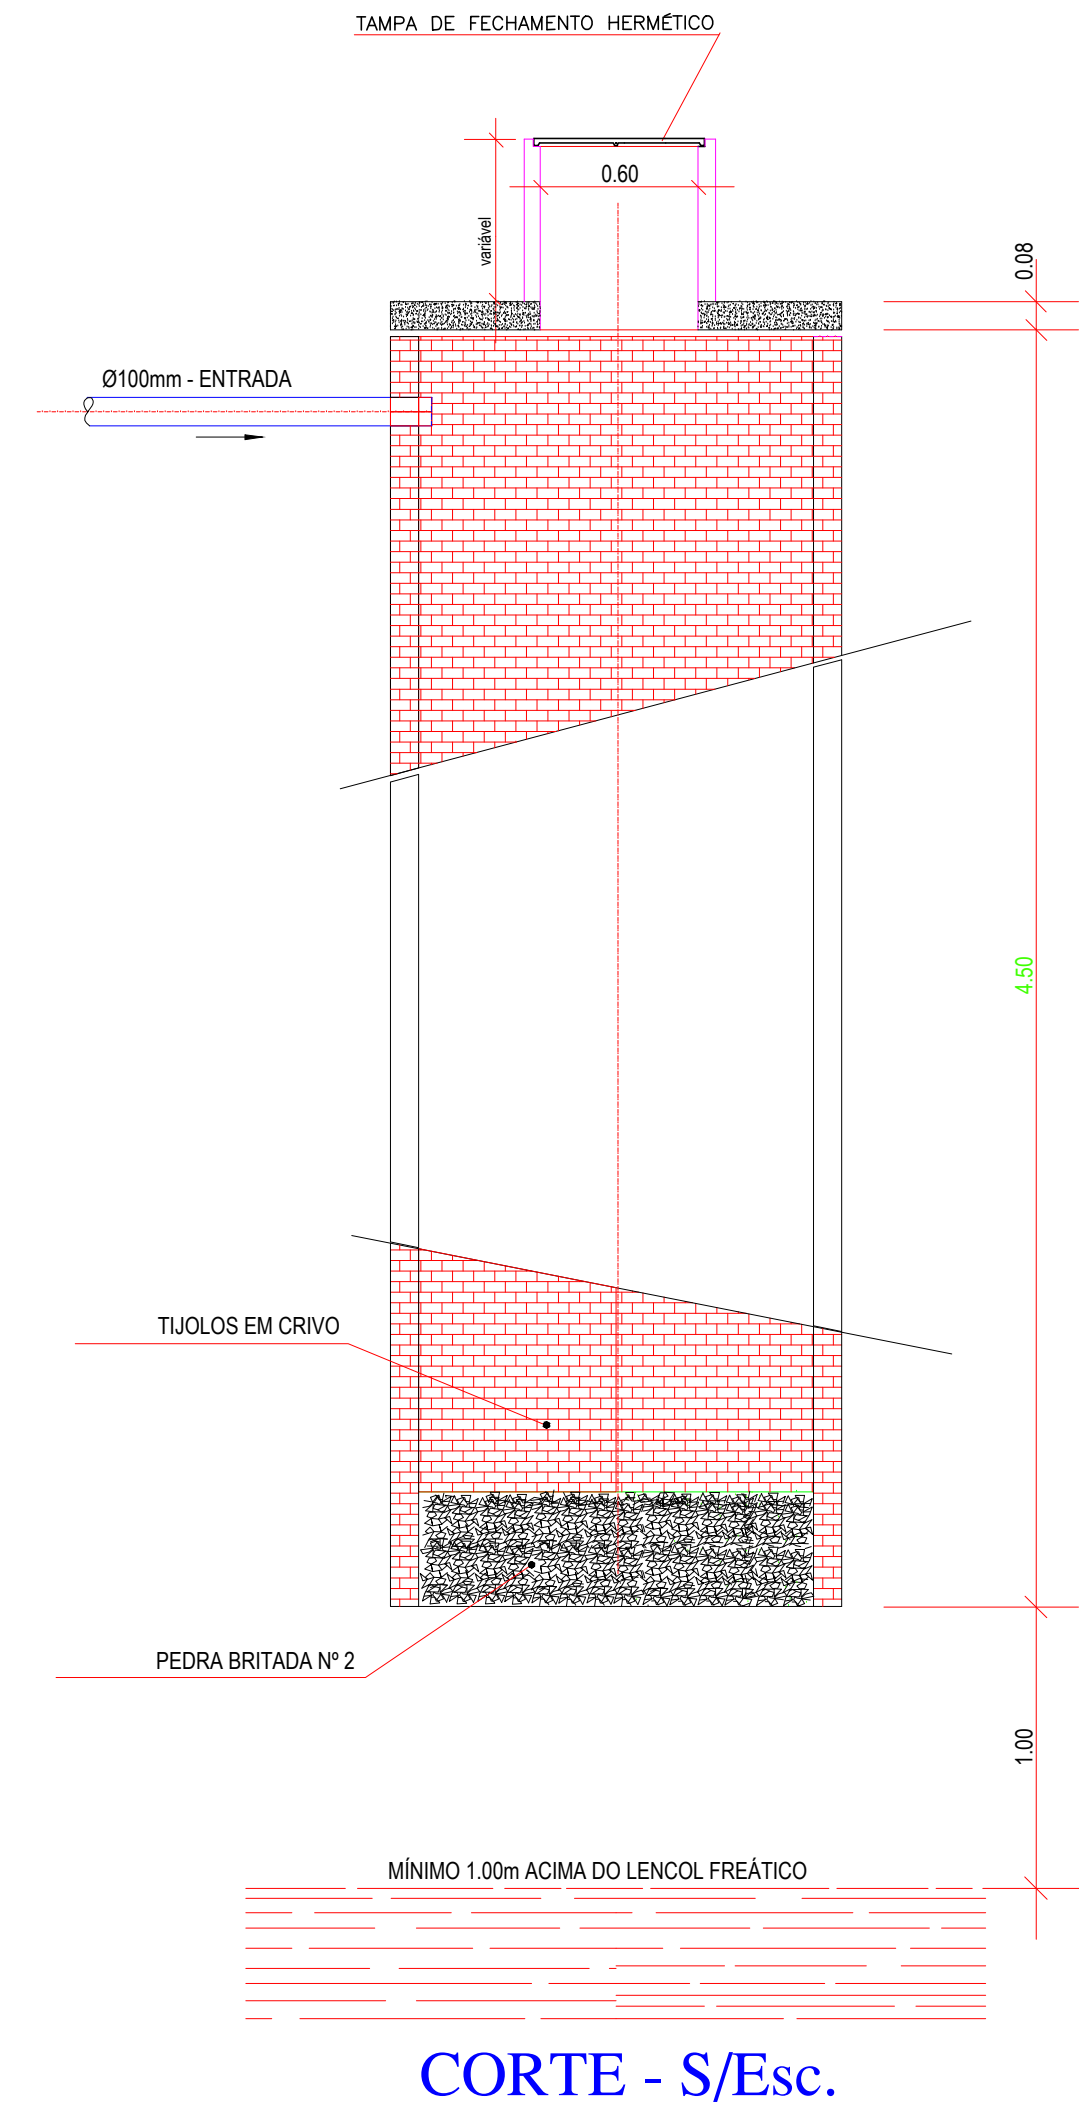 TAMPA DE FECHAMENTO HERMÉTICO
0.60
variável
0.08
Ø100mm - ENTRADA
4.50
TIJOLOS EM CRIVO
PEDRA BRITADA Nº 2
1.00
MÍNIMO 1.00m ACIMA DO LENCOL FREÁTICO
CORTE - S/Esc.